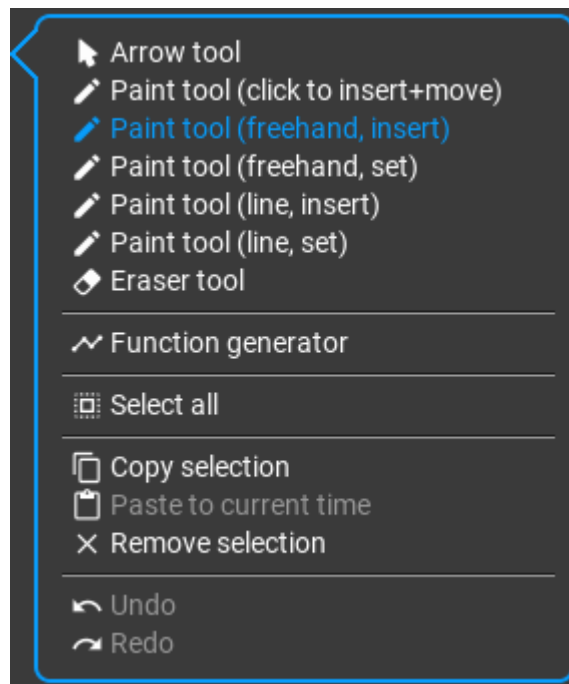 Arrow tool
Paint tool (click to insert+move)
Paint tool (freehand, insert)
Paint tool (freehand, set)
Paint tool (line, insert)
Paint tool (line, set)
Eraser tool
Function generator
Select all
Copy selection
Paste to current time
Remove selection
Undo
Redo